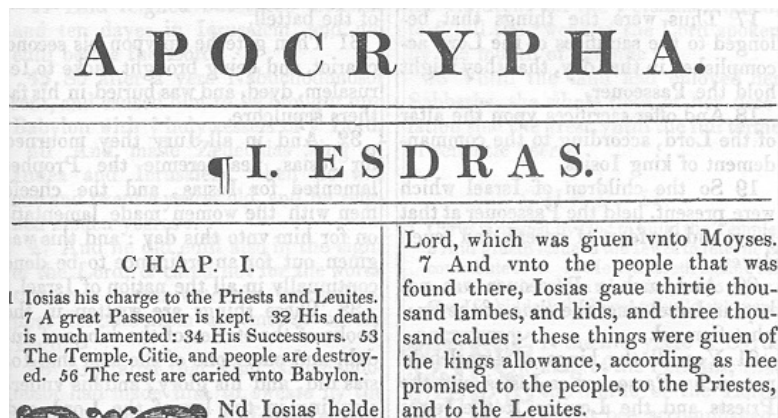 APOCRYPHA
¶I. ESDRAS.
CHAP. I.
1 Iosias his charge to the Priests and Leuites.
7 A great Passeouer is kept. 32 His death
is much lamented: 34 His Successours. 53
The Temple, Citie, and people are destroy-
ed. 56 The rest are caried vnto Babylon.
Nd Iosias helde
Lord, which was giuen vnto Moyses.
7 And vnto the people that was
found there, Iosias gaue thirtie thou-
sand lambes, and kids, and three thou-
sand calues : these things were giuen of
the kings allowance, according as hee
promised to the people, to the Priestes,
and to the Leuites.